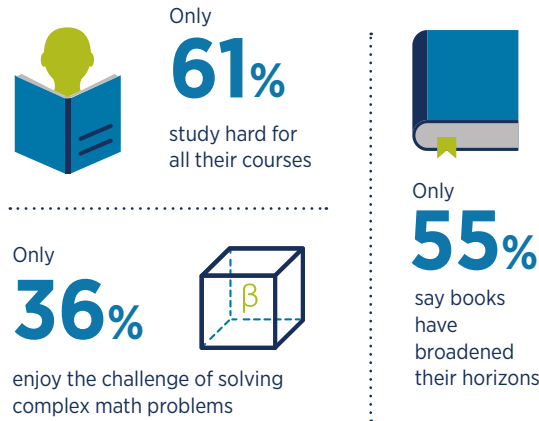 Only
61%
study hard for
all their courses
Only
36%
β
enjoy the challenge of solving
complex math problems
Only
55%
say books
have
broadened
their horizons